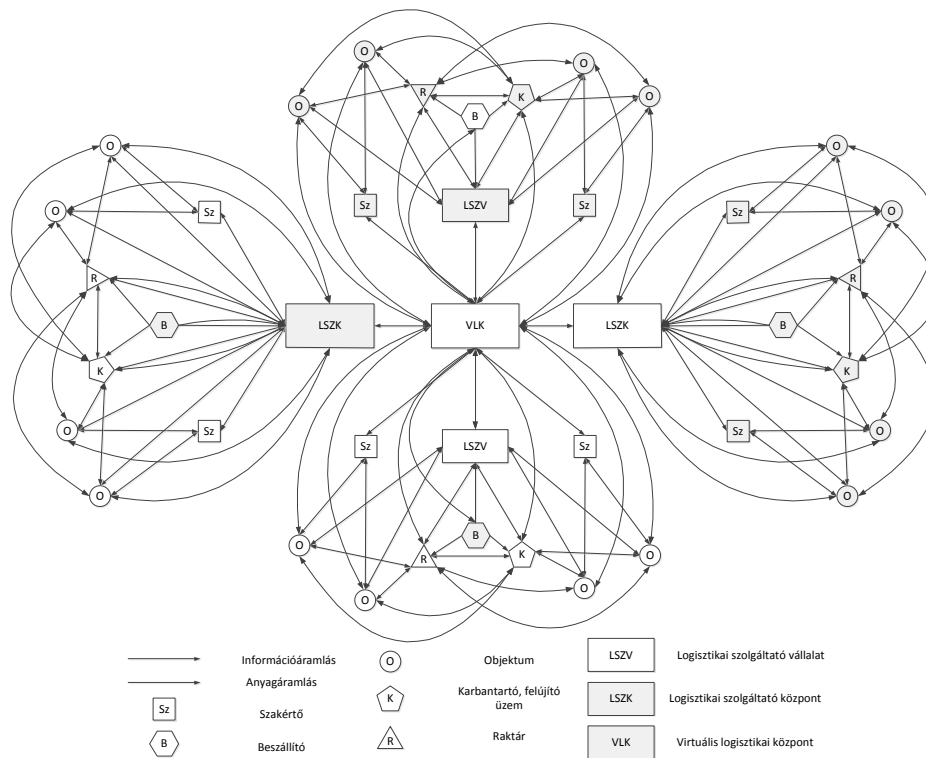 O
O
R
K
O
O
B
Sz
LSZV
Sz
O
O
Sz
R
B
K
O
Sz
O
LSZK
VLK
LSZK
O
Sz
O
R
B
K
Sz
O
O
Sz
LSZV
Sz
B
O
R
K
O
O
O
Információáramlás
Anyagáramlás
Sz
Szakértő
B
Beszállító
O
Objektum
K
Karbantartó, felújító
üzem
R
Raktár
LSZV
Logisztikai szolgáltató vállalat
LSZK
Logisztikai szolgáltató központ
VLK
Virtuális logisztikai központ